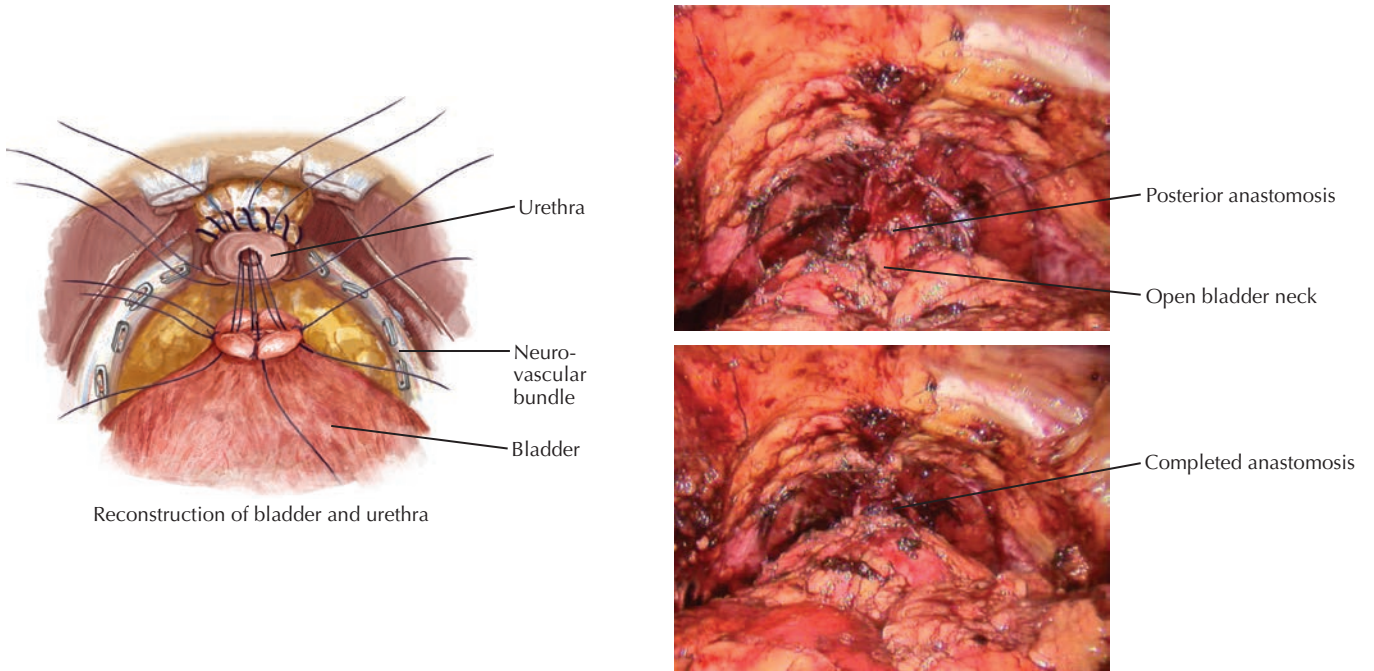 Urethra
Neuro-
vascular
bundle
Bladder
Reconstruction of bladder and urethra
Posterior anastomosis
Open bladder neck
Completed anastomosis